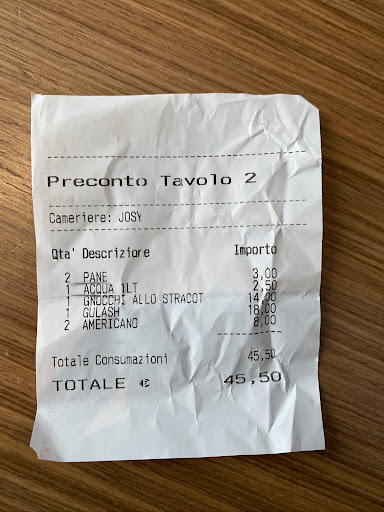 Preconto Tavolo 2
Cameriere: JOSY
Qta' Descrizione Importo
2 PANE 3,00
1 ACQUA 1LT 2,50
1 GNOCCHI ALLO STRACOT 14,00
1 GULASH 18,00
2 AMERICANO 8,00
Totale Consumazioni 45,50
TOTALE € 45,50